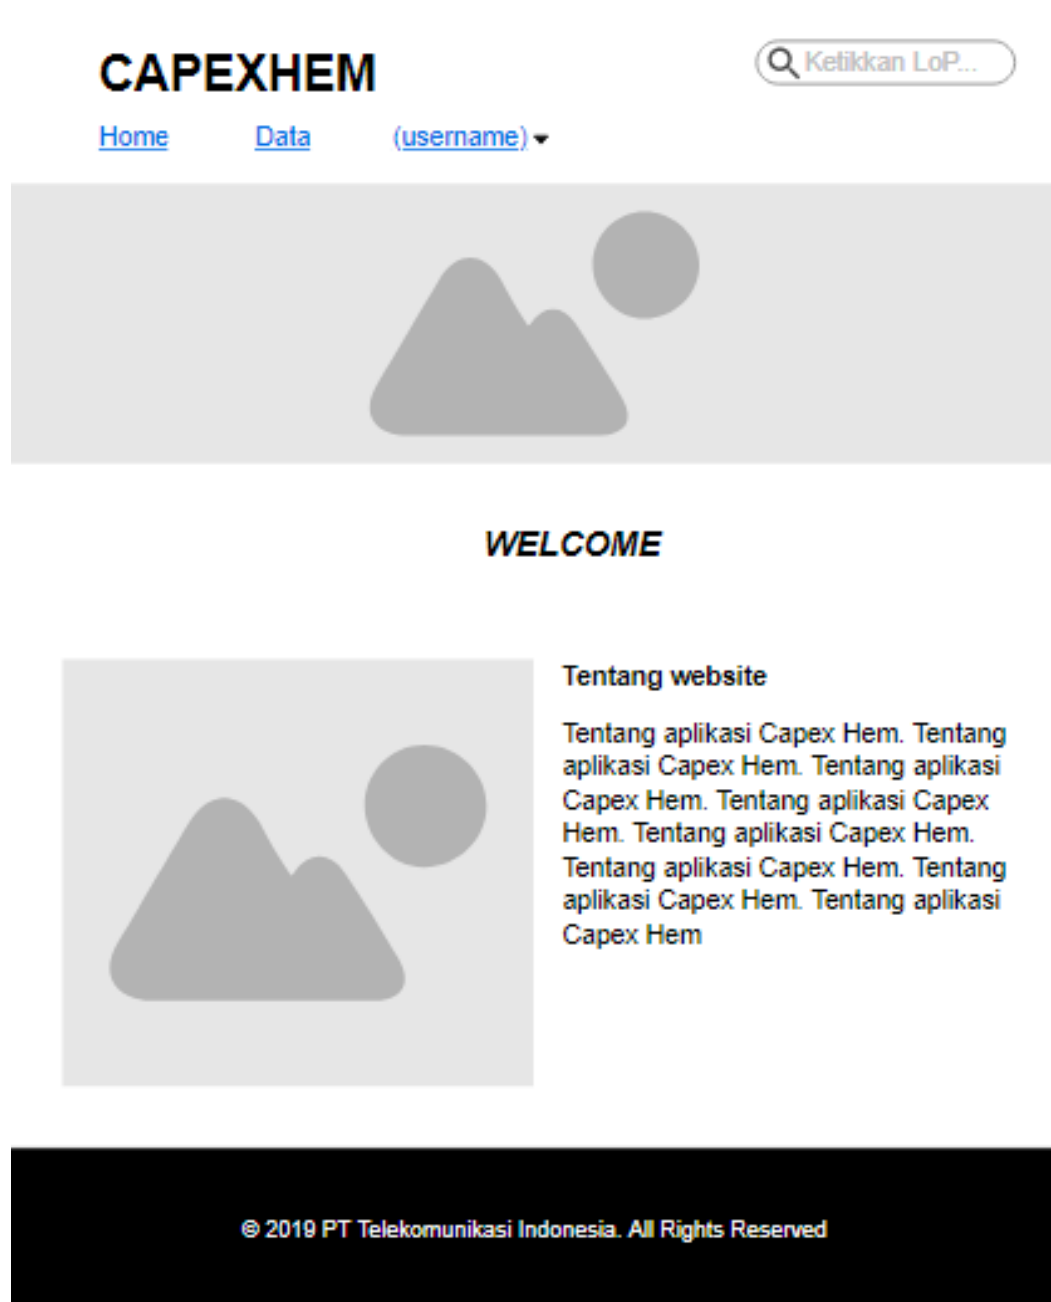 CAPEXHEM
Ketikkan LoP...
Home Data (username)
WELCOME
Tentang website
Tentang aplikasi Capex Hem. Tentang
aplikasi Capex Hem. Tentang aplikasi
Capex Hem. Tentang aplikasi Capex
Hem. Tentang aplikasi Capex Hem.
Tentang aplikasi Capex Hem. Tentang
aplikasi Capex Hem. Tentang aplikasi
Capex Hem
© 2019 PT Telekomunikasi Indonesia. All Rights Reserved